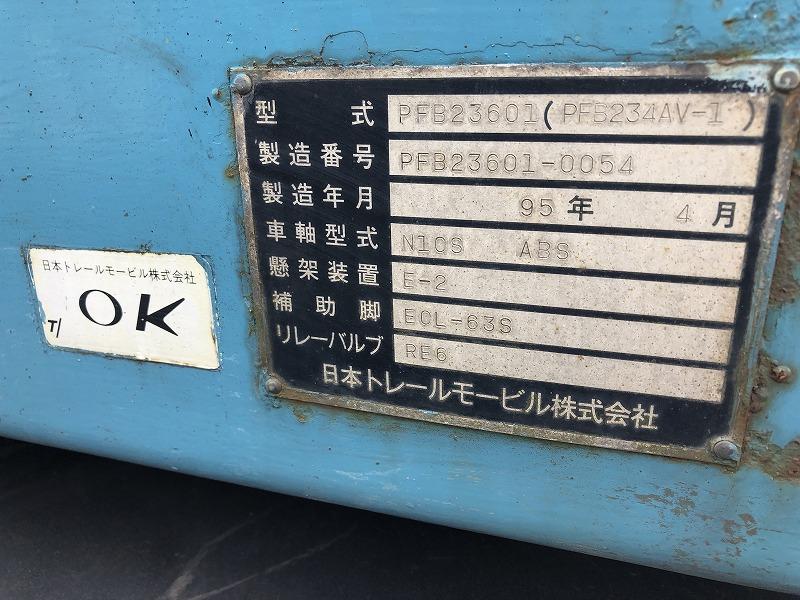 型式 PFB23601(PFB234AV-1)
製造番号 PFB23601-0054
製造年月 95年 4月
車軸型式 N10S ABS
懸架装置 E-2
補助脚 EOL-63S
リレーバルブ RE6
日本トレールモービル株式会社
日本トレールモービル株式会社
T/ OK